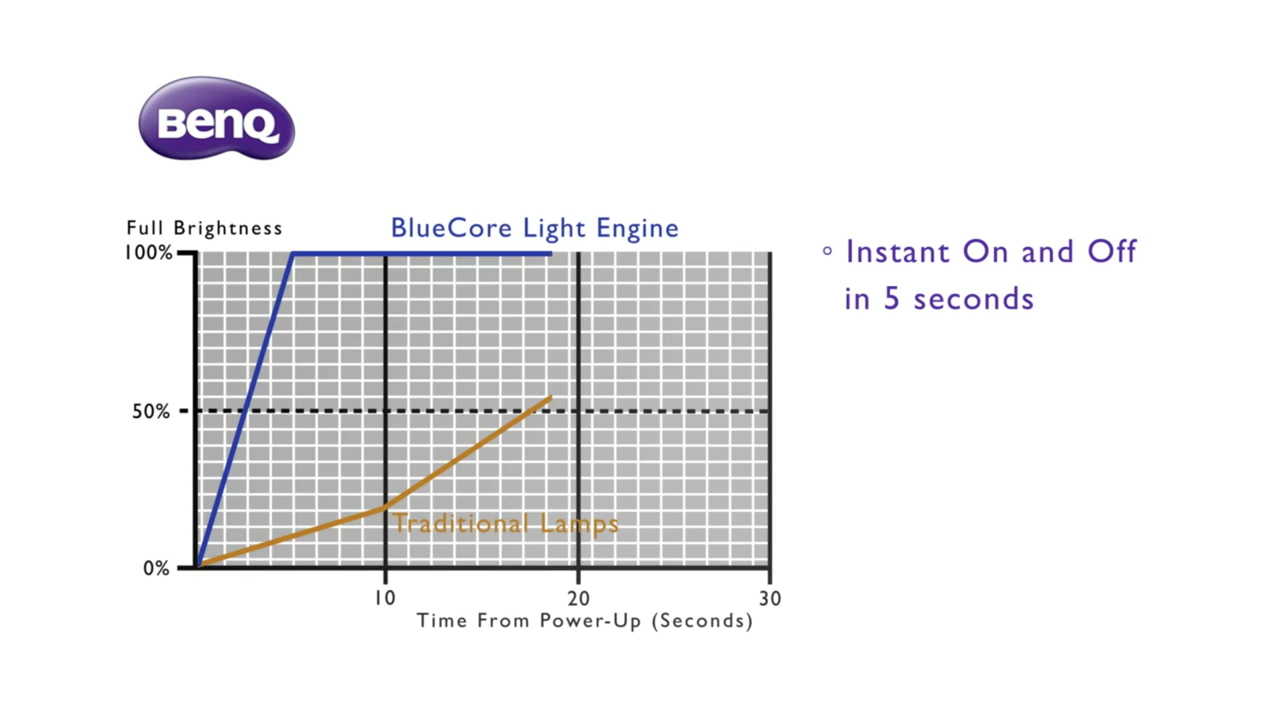 BenQ
Full Brightness
BlueCore Light Engine
100%
50%
0%
Traditional Lamps
10 20 30
Time From Power-Up (Seconds)
◦ Instant On and Off
in 5 seconds